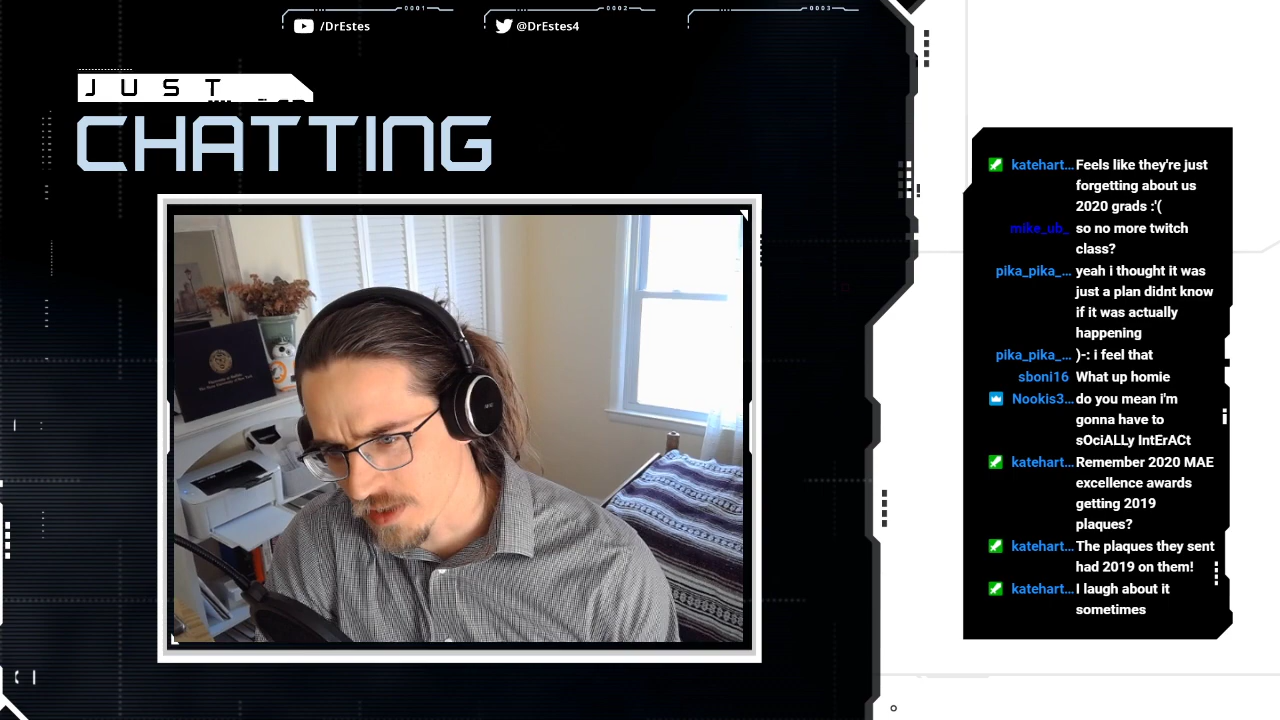 0001
0002
0003
/DrEstes
@DrEstes4
JUST
CHATTING
katehart... Feels like they're just
forgetting about us
2020 grads :'(
mike_ub_ so no more twitch
class?
pika_pika_... yeah i thought it was
just a plan didnt know
if it was actually
happening
pika_pika_... )-: i feel that
sboni16 What up homie
Nookis3... do you mean i'm
gonna have to
sOciALLy IntErACt
katehart... Remember 2020 MAE
excellence awards
getting 2019
plaques?
katehart... The plaques they sent
had 2019 on them!
katehart... I laugh about it
sometimes